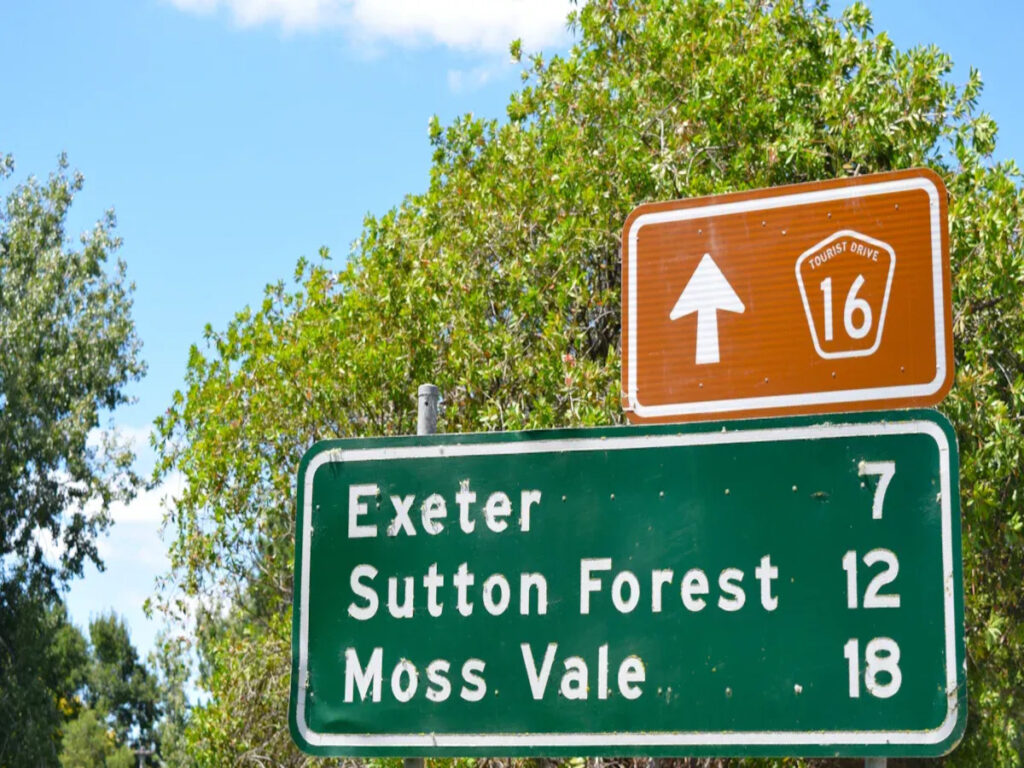 TOURIST DRIVE
16
Exeter 7
Sutton Forest 12
Moss Vale 18